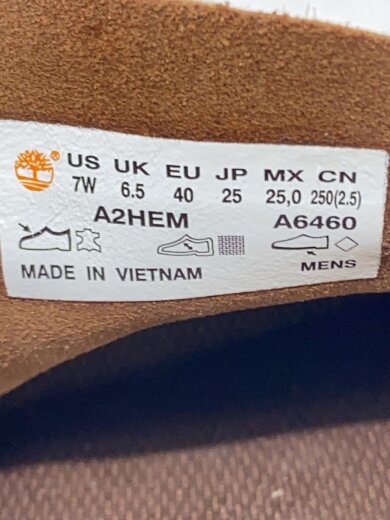 ® US UK EU JP MX CN
7W 6.5 40 25 25,0 250(2.5)
A2HEM A6460
MENS
MADE IN VIETNAM